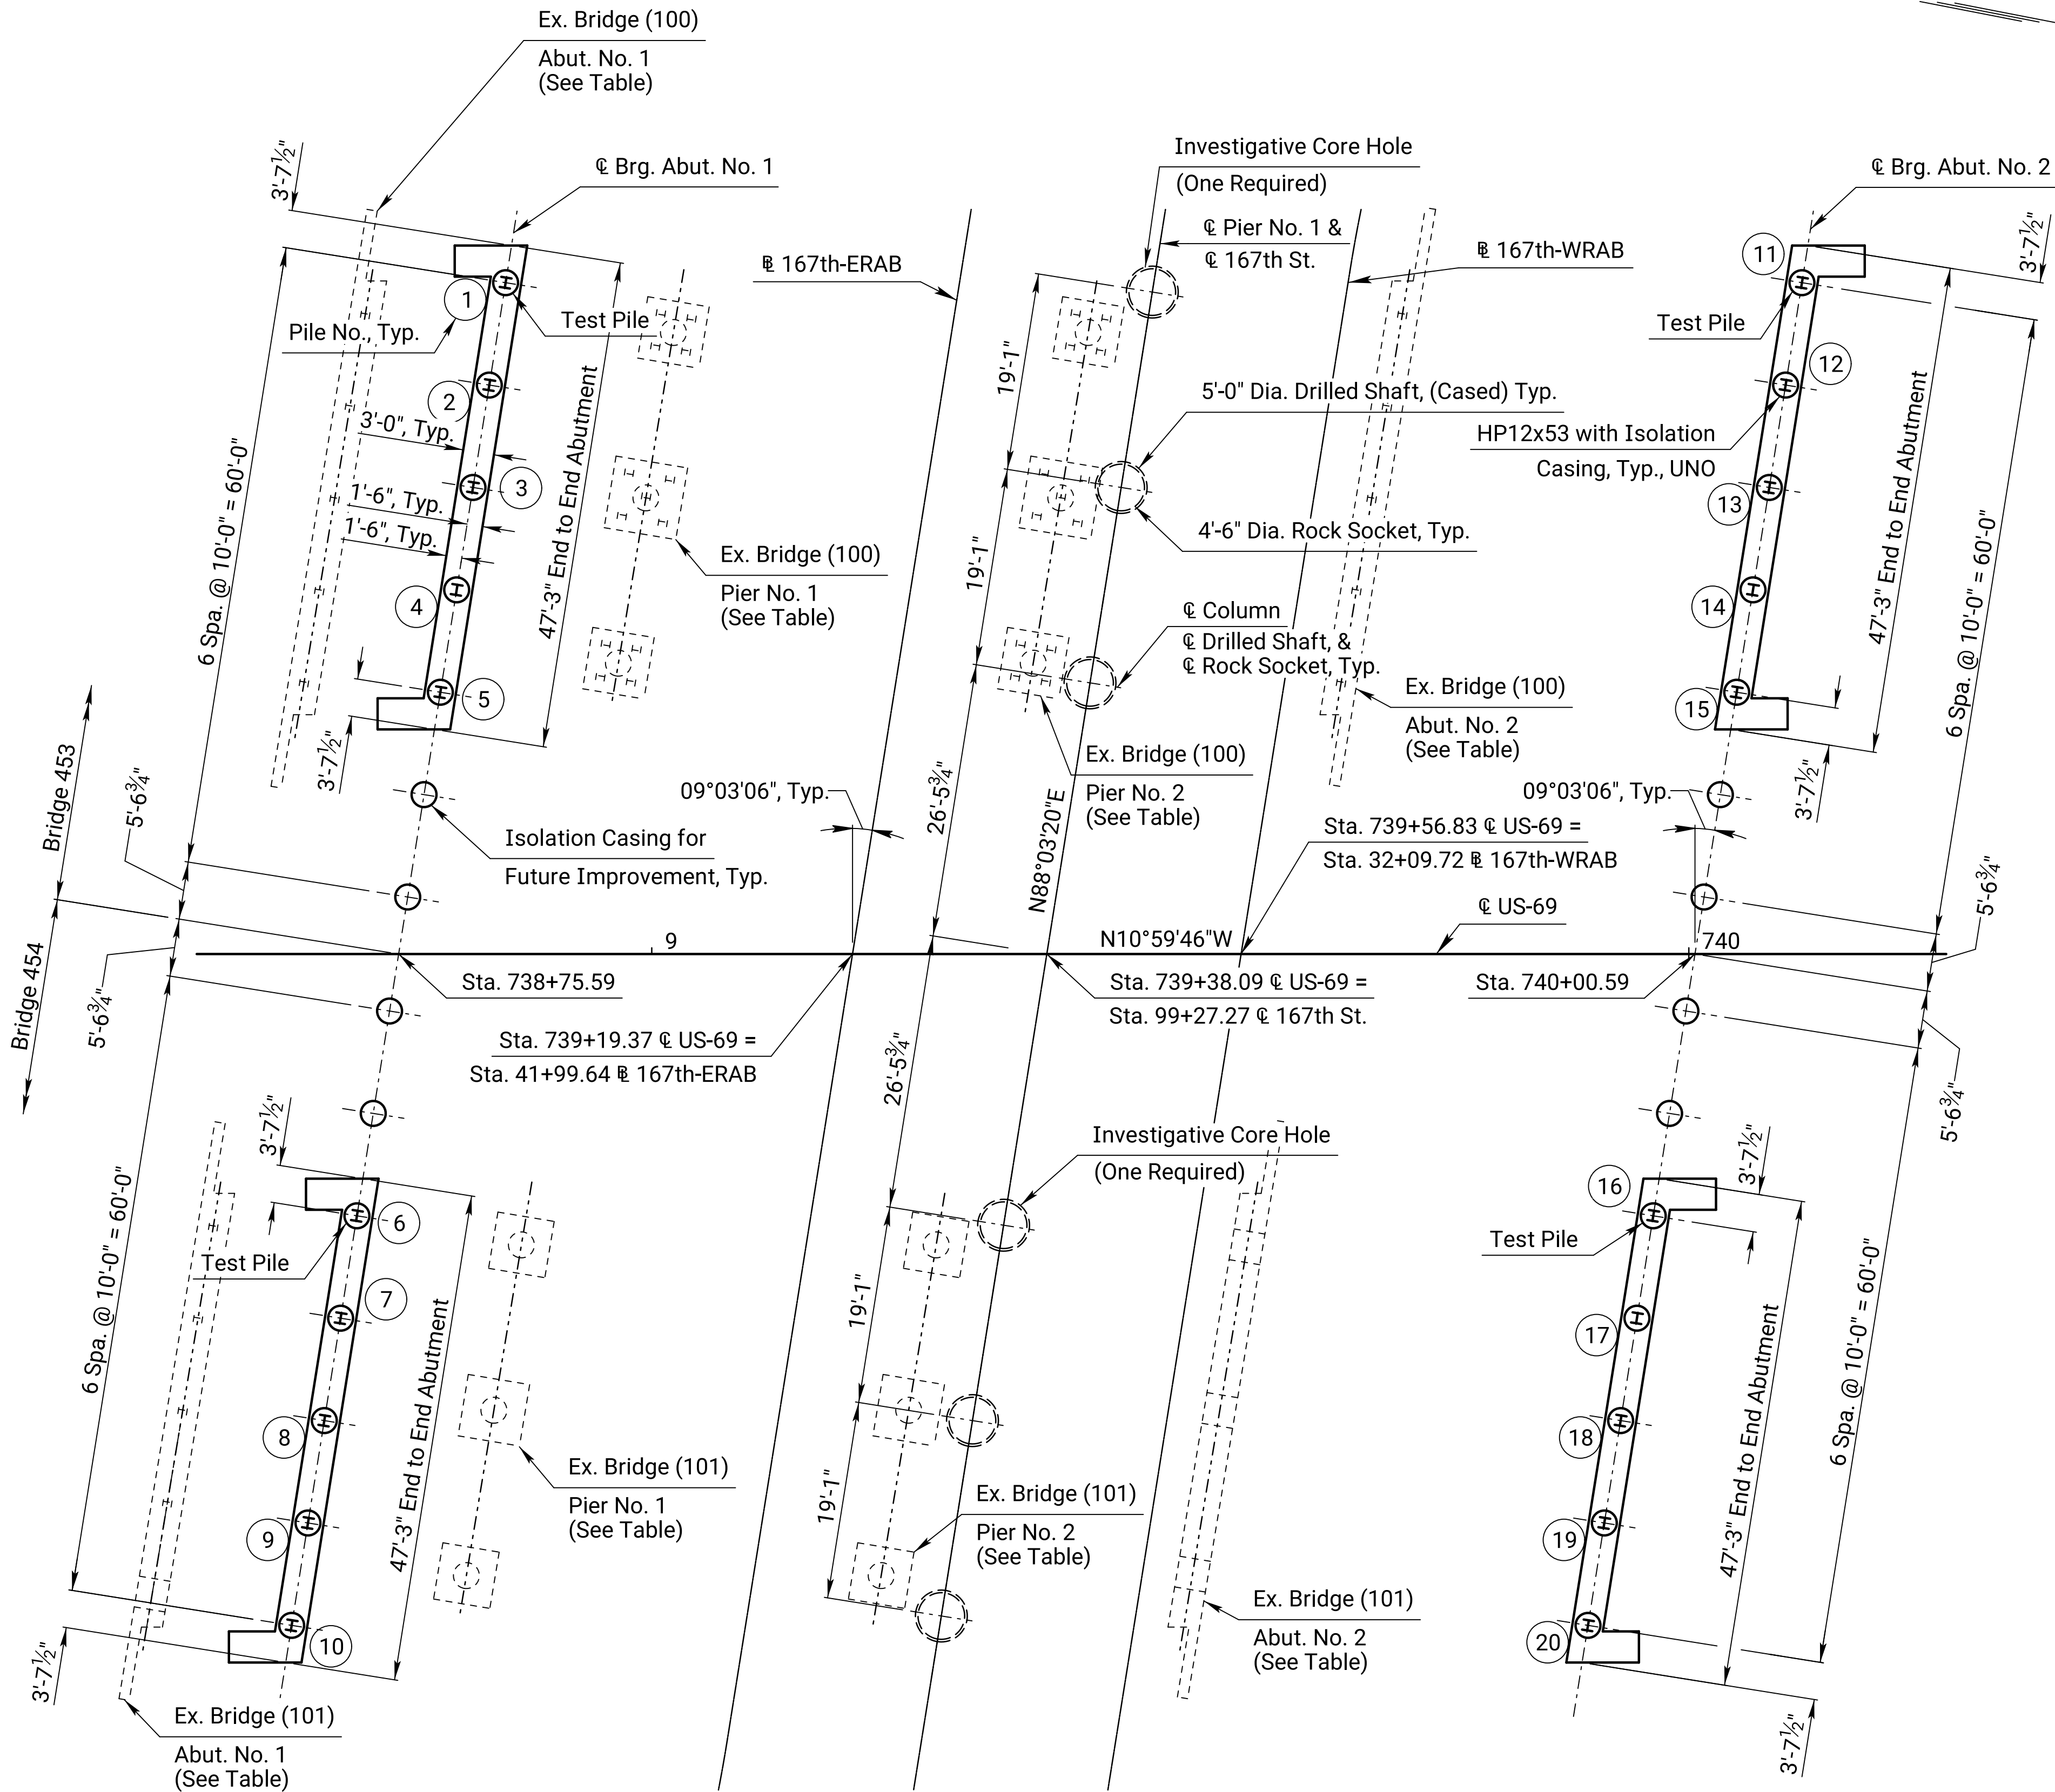 Ex. Bridge (100)
Abut. No. 1
(See Table)
3'-7½"
℄ Brg. Abut. No. 1
Investigative Core Hole
(One Required)
℄ Brg. Abut. No. 2
℄ Pier No. 1 &
℄ 167th St.
3'-7½"
11
℔ 167th-ERAB
℔ 167th-WRAB
1
Pile No., Typ.
Test Pile
Test Pile
12
19'-1"
2
3'-0", Typ.
5'-0" Dia. Drilled Shaft, (Cased) Typ.
HP12x53 with Isolation
Casing, Typ., UNO
3
13
1'-6", Typ.
1'-6", Typ.
47'-3" End to End Abutment
47'-3" End to End Abutment
6 Spa. @ 10'-0" = 60'-0"
6 Spa. @ 10'-0" = 60'-0"
4'-6" Dia. Rock Socket, Typ.
Ex. Bridge (100)
Pier No. 1
(See Table)
19'-1"
4
14
℄ Column
℄ Drilled Shaft, &
℄ Rock Socket, Typ.
5
15
Ex. Bridge (100)
Abut. No. 2
(See Table)
3'-7½"
3'-7½"
Ex. Bridge (100)
Pier No. 2
(See Table)
Bridge 453
5'-6¾"
09°03'06", Typ.
26'-5¾"
09°03'06", Typ.
Isolation Casing for
Future Improvement, Typ.
N88°03'20"E
Sta. 739+56.83 ℄ US-69 =
Sta. 32+09.72 ℔ 167th-WRAB
5'-6¾"
℄ US-69
9
N10°59'46"W
740
Bridge 454
5'-6¾"
Sta. 738+75.59
Sta. 739+38.09 ℄ US-69 =
Sta. 99+27.27 ℄ 167th St.
Sta. 740+00.59
Sta. 739+19.37 ℄ US-69 =
Sta. 41+99.64 ℔ 167th-ERAB
26'-5¾"
5'-6¾"
3'-7½"
Investigative Core Hole
(One Required)
3'-7½"
16
6
Test Pile
Test Pile
6 Spa. @ 10'-0" = 60'-0"
7
19'-1"
17
6 Spa. @ 10'-0" = 60'-0"
47'-3" End to End Abutment
47'-3" End to End Abutment
8
18
Ex. Bridge (101)
Pier No. 1
(See Table)
19'-1"
Ex. Bridge (101)
Pier No. 2
(See Table)
9
19
Ex. Bridge (101)
Abut. No. 2
(See Table)
10
20
3'-7½"
Ex. Bridge (101)
Abut. No. 1
(See Table)
3'-7½"